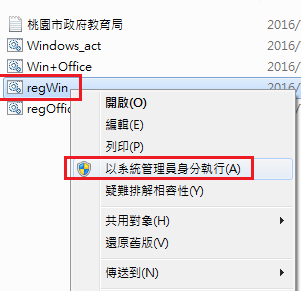 桃園市政府教育局 2016/
Windows_act 2016/
Win+Office 2016/
regWin 2016/
regOffic
開啟(O)
編輯(E)
列印(P)
以系統管理員身分執行(A)
疑難排解相容性(Y)
共用對象(H)
還原舊版(V)
傳送到(N)